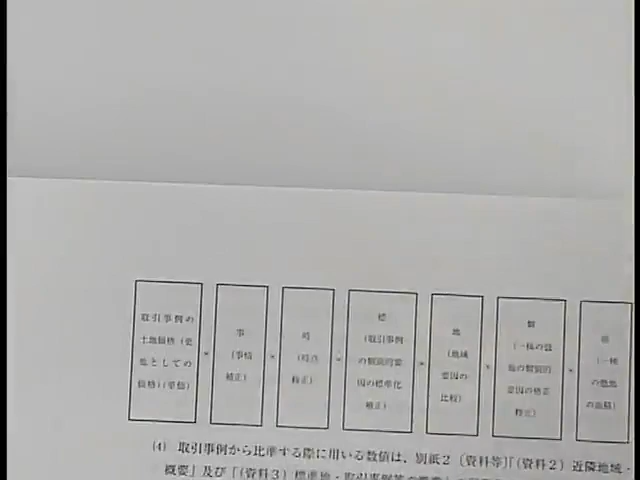 取引事例の
土地価格(更
地としての
価格)(単価)
×
事
(事情
補正)
×
時
(時点
修正)
×
標
(取引事例
の個別的要
因の標準化
補正)
×
地
(地域
要因の
比較)
×
個
(一体の画
地の個別的
要因の格差
修正)
×
(一体
の画地
の面積)
(4) 取引事例から比準する際に用いる数値は、別紙2〔資料等〕「(資料2)近隣地域・
概要」及び「(資料3)標準地・取引事例等の概要